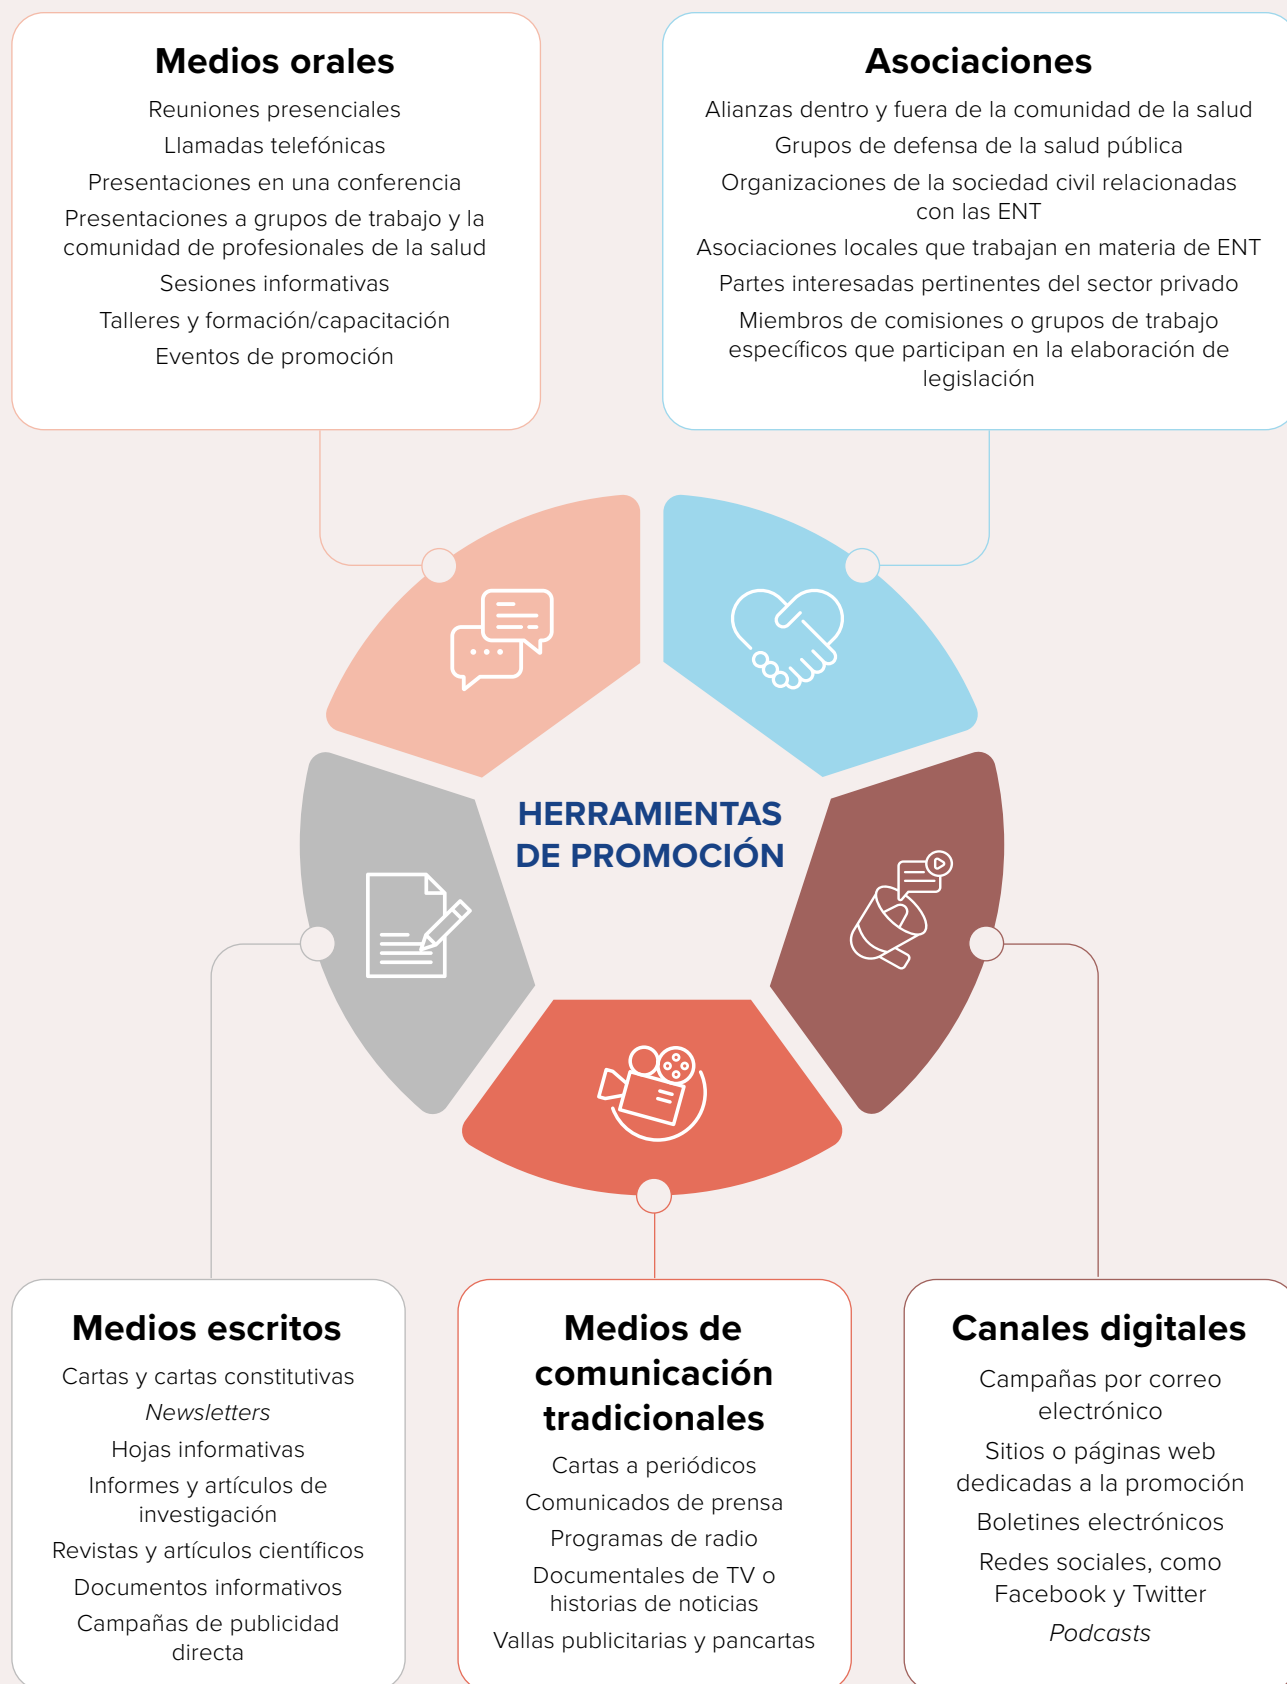 Medios orales
Reuniones presenciales
Llamadas telefónicas
Presentaciones en una conferencia
Presentaciones a grupos de trabajo y la
comunidad de profesionales de la salud
Sesiones informativas
Talleres y formación/capacitación
Eventos de promoción
Asociaciones
Alianzas dentro y fuera de la comunidad de la salud
Grupos de defensa de la salud pública
Organizaciones de la sociedad civil relacionadas
con las ENT
Asociaciones locales que trabajan en materia de ENT
Partes interesadas pertinentes del sector privado
Miembros de comisiones o grupos de trabajo
específicos que participan en la elaboración de
legislación
HERRAMIENTAS
DE PROMOCIÓN
Medios escritos
Cartas y cartas constitutivas
Newsletters
Hojas informativas
Informes y artículos de
investigación
Revistas y artículos científicos
Documentos informativos
Campañas de publicidad
directa
Medios de
comunicación
tradicionales
Cartas a periódicos
Comunicados de prensa
Programas de radio
Documentales de TV o
historias de noticias
Vallas publicitarias y pancartas
Canales digitales
Campañas por correo
electrónico
Sitios o páginas web
dedicadas a la promoción
Boletines electrónicos
Redes sociales, como
Facebook y Twitter
Podcasts